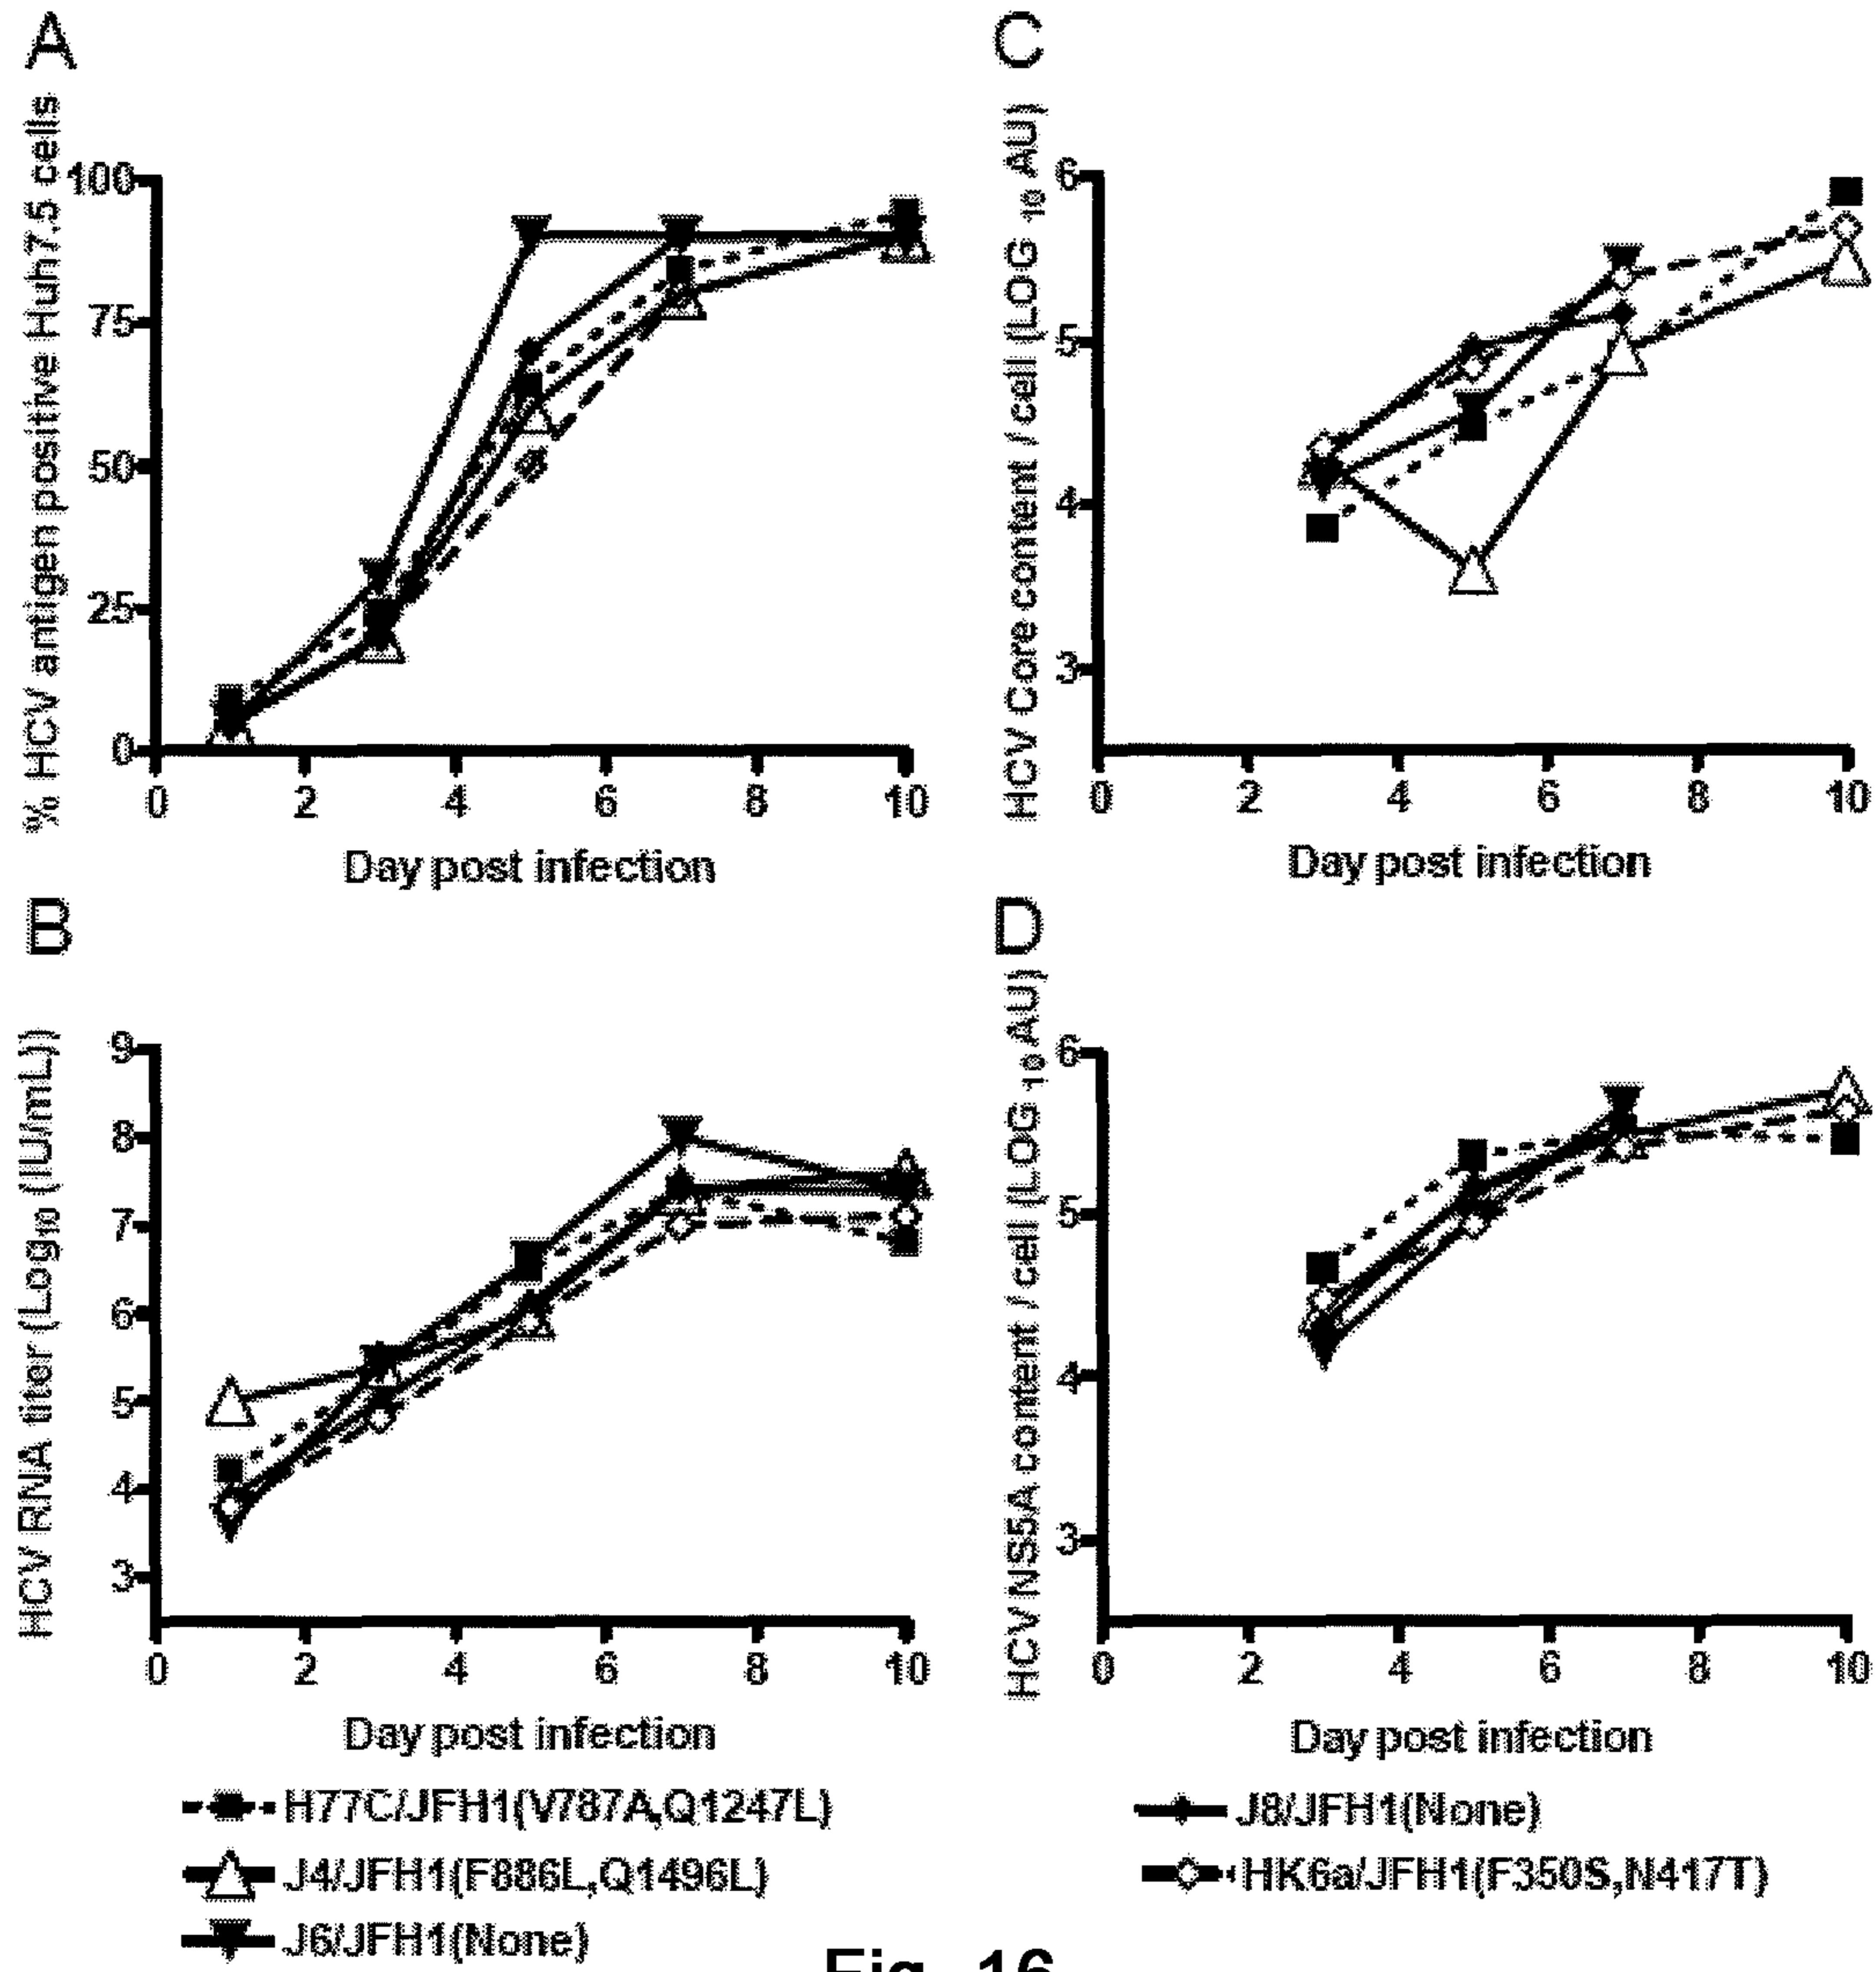 A
% HCV antigen positive Huh7.5 cells
100
75
50
25
0
0 2 4 6 8 10
Day post infection
C
HCV Core content / cell (LOG 10 AU)
6
5
4
3
0 2 4 6 8 10
Day post infection
B
HCV RNA titer (Log10 (IU/mL))
9
8
7
6
5
4
3
0 2 4 6 8 10
Day post infection
D
HCV NS5A content / cell (LOG 10 AU)
6
5
4
3
0 2 4 6 8 10
Day post infection
H77C/JFH1(V787A,Q1247L)
J4/JFH1(F886L,Q1496L)
J6/JFH1(None)
J8/JFH1(None)
HK6a/JFH1(F350S,N417T)
Fig. 16